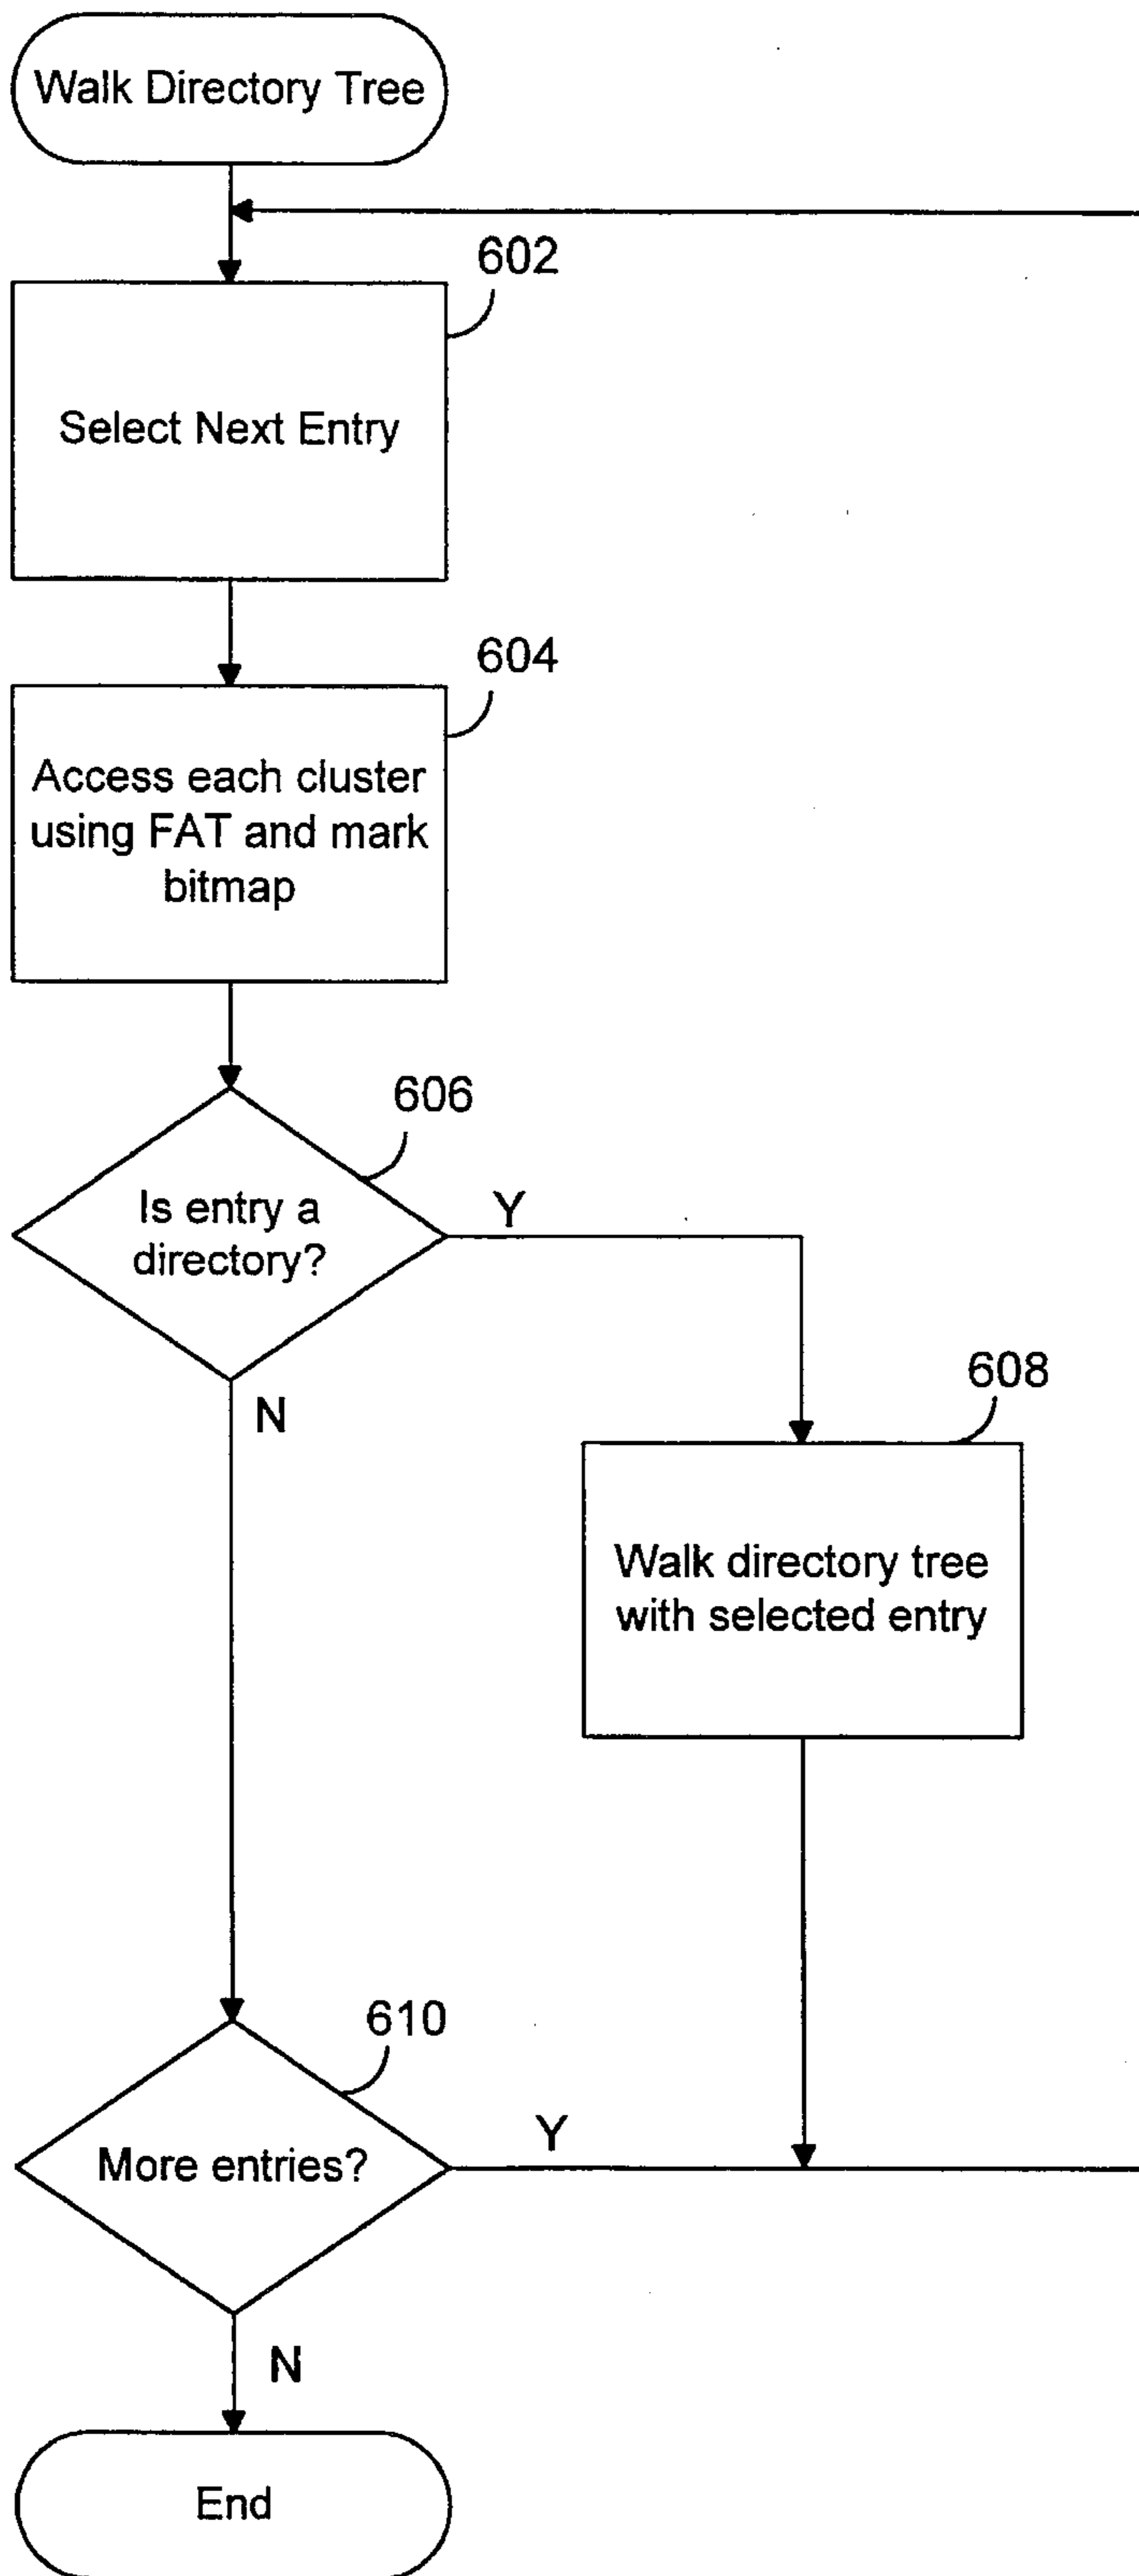 Walk Directory Tree
602
Select Next Entry
604
Access each cluster
using FAT and mark
bitmap
606
Is entry a
directory?
Y
N
608
Walk directory tree
with selected entry
610
More entries?
Y
N
End